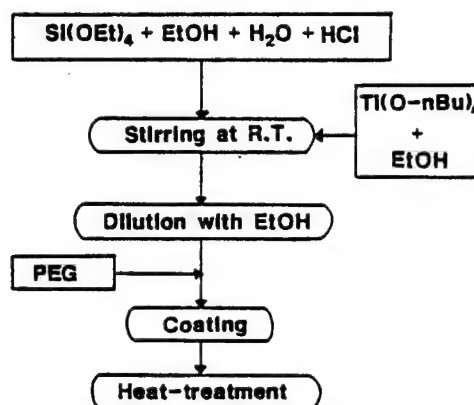 Si(OEt)₄ + EtOH + H₂O + HCl
Ti(O-nBu)₄
+
EtOH
Stirring at R.T.
Dilution with EtOH
PEG
Coating
Heat-treatment